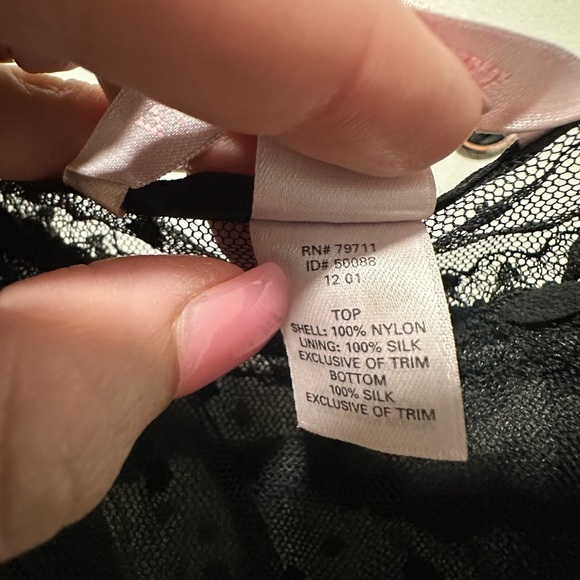 RN# 79711
ID# 50088
12 01
TOP
SHELL: 100% NYLON
LINING: 100% SILK
EXCLUSIVE OF TRIM
BOTTOM
100% SILK
EXCLUSIVE OF TRIM